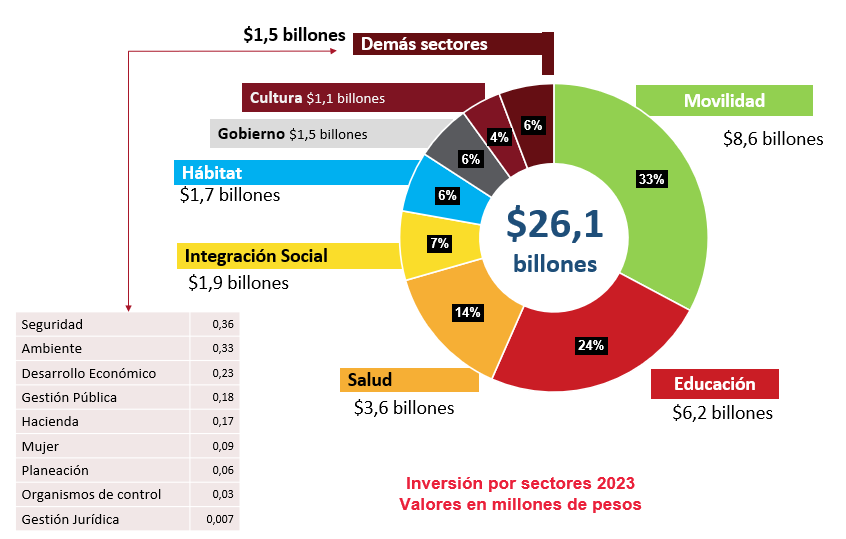 $1,5 billones
Demás sectores
Cultura $1,1 billones
Movilidad
$8,6 billones
Gobierno $1,5 billones
Hábitat
$1,7 billones
Integración Social
$1,9 billones
Salud
$3,6 billones
Educación
$6,2 billones
6%
4%
6%
6%
7%
14%
24%
33%
$26,1
billones
Seguridad 0,36
Ambiente 0,33
Desarrollo Económico 0,23
Gestión Pública 0,18
Hacienda 0,17
Mujer 0,09
Planeación 0,06
Organismos de control 0,03
Gestión Jurídica 0,007
Inversión por sectores 2023
Valores en millones de pesos